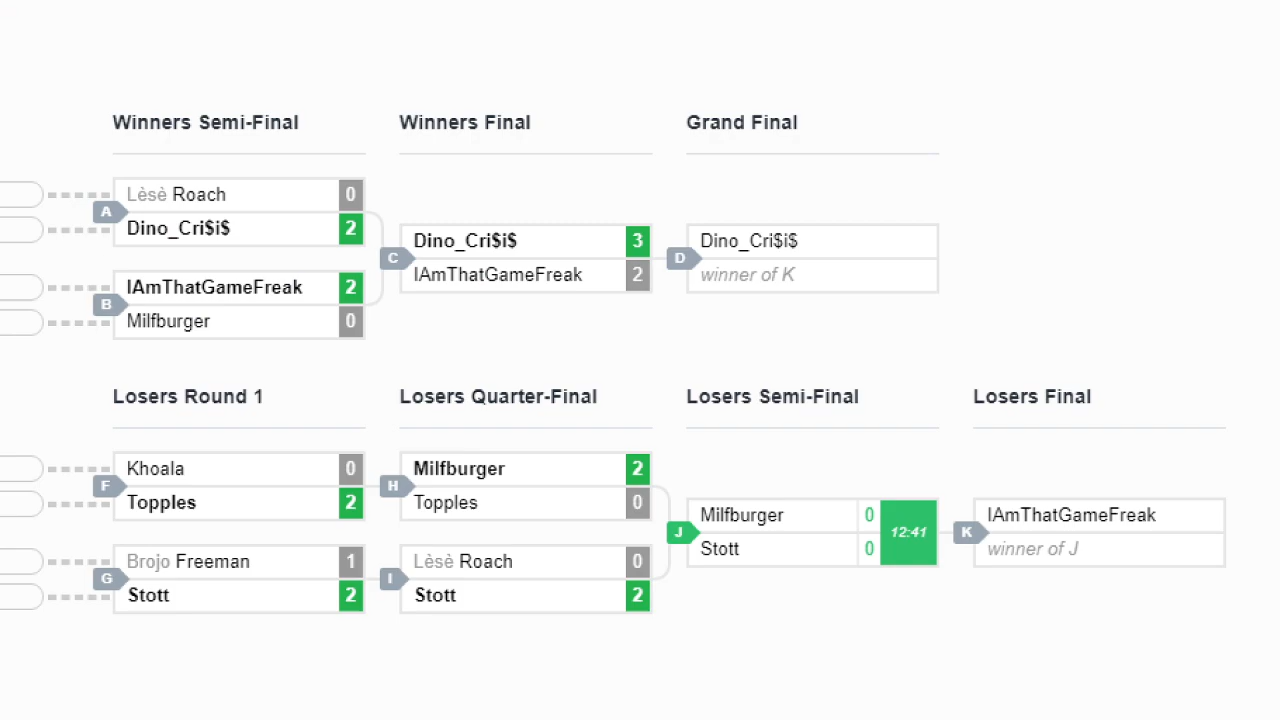 Winners Semi-Final
Winners Final
Grand Final
Lèsè Roach 0
A
Dino_Cri$i$ 2
IAmThatGameFreak 2
B
Milfburger 0
Dino_Cri$i$ 3
C
IAmThatGameFreak 2
Dino_Cri$i$
D
winner of K
Losers Round 1
Losers Quarter-Final
Losers Semi-Final
Losers Final
Khoala 0
F
Topples 2
Brojo Freeman 1
G
Stott 2
Milfburger 2
H
Topples 0
Lèsè Roach 0
I
Stott 2
Milfburger 0
J
12:41
Stott 0
IAmThatGameFreak
K
winner of J